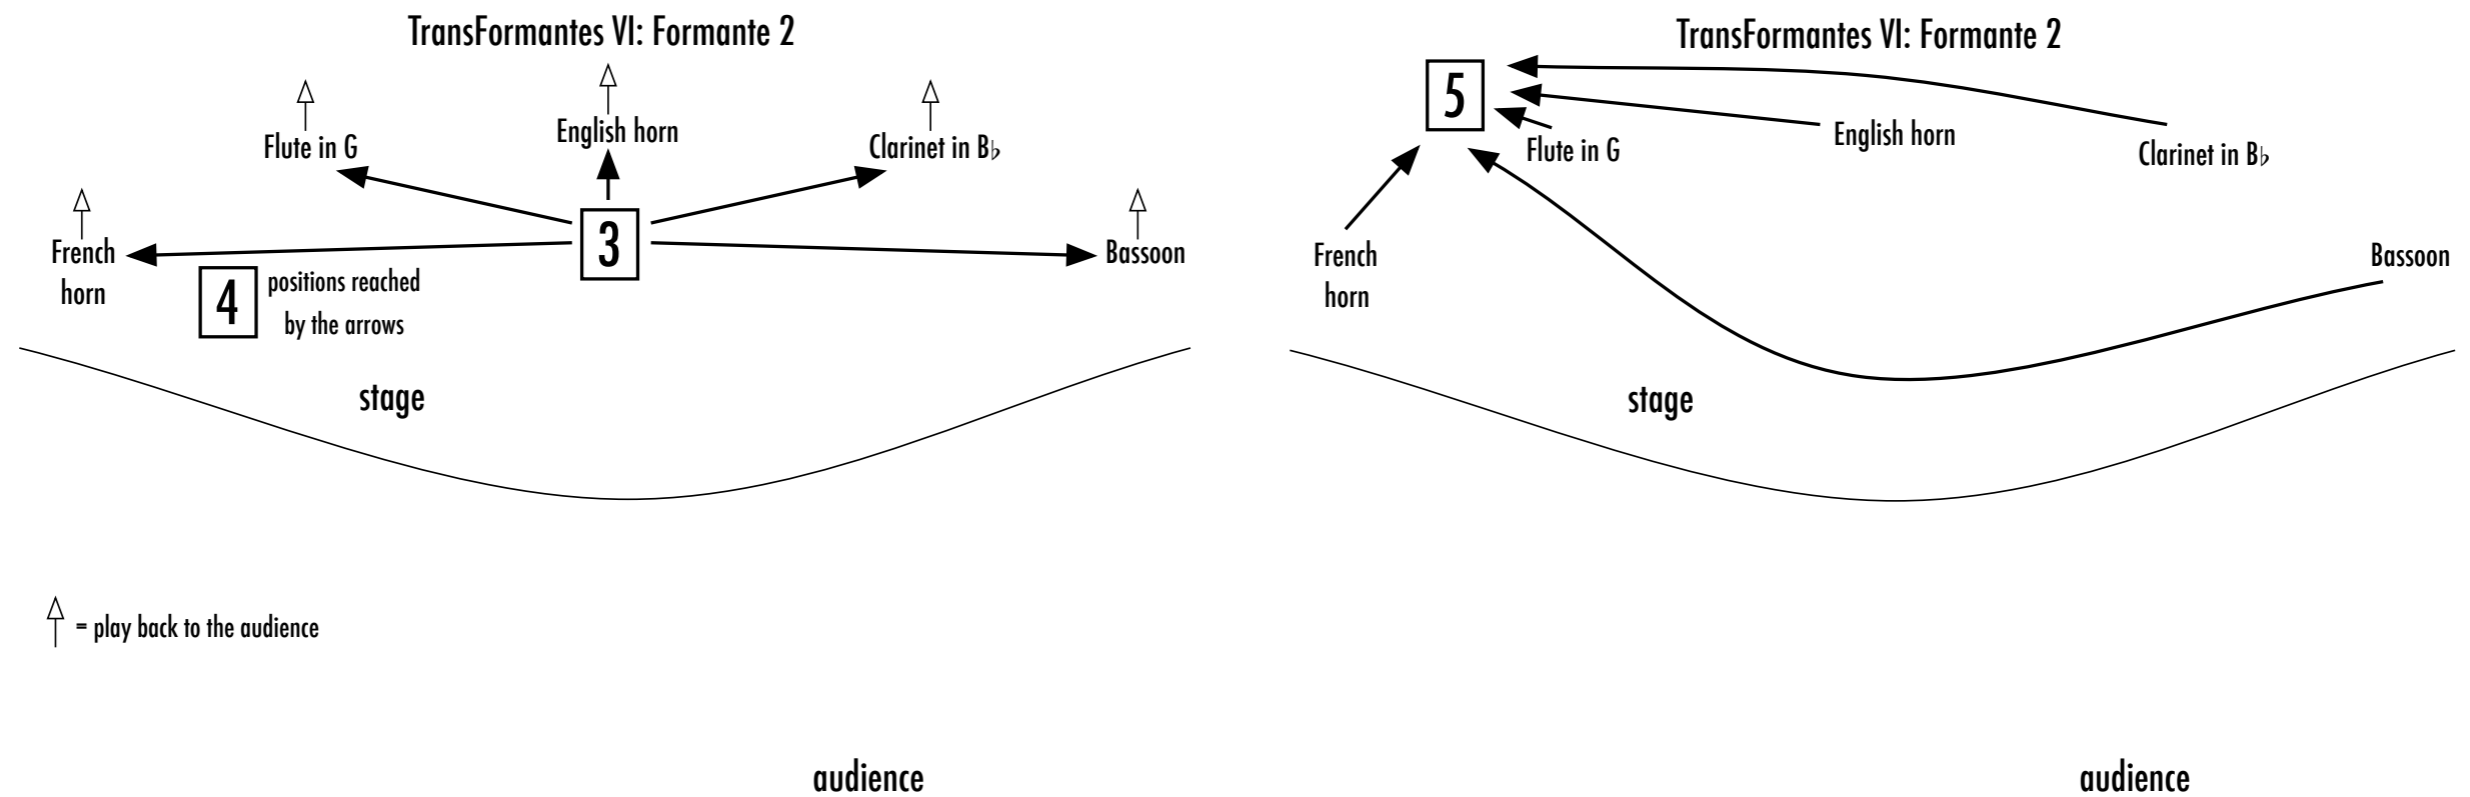 TransFormantes VI: Formante 2
English horn
Flute in G
Clarinet in B♭
3
French
horn
Bassoon
4
positions reached
by the arrows
stage
= play back to the audience
audience
TransFormantes VI: Formante 2
5
English horn
Flute in G
Clarinet in B♭
French
horn
Bassoon
stage
audience